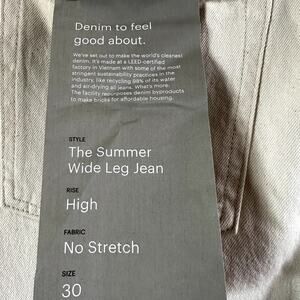 Denim to feel
good about.
We've set out to make the world's cleanest
denim. It's made at a LEED-certified
factory in Vietnam with some of the most
stringent sustainability practices in the
industry, like recycling 98% of its water
and air-drying all jeans. What's more:
The facility repurposes denim byproducts
to make bricks for affordable housing.
STYLE
The Summer
Wide Leg Jean
RISE
High
FABRIC
No Stretch
SIZE
30